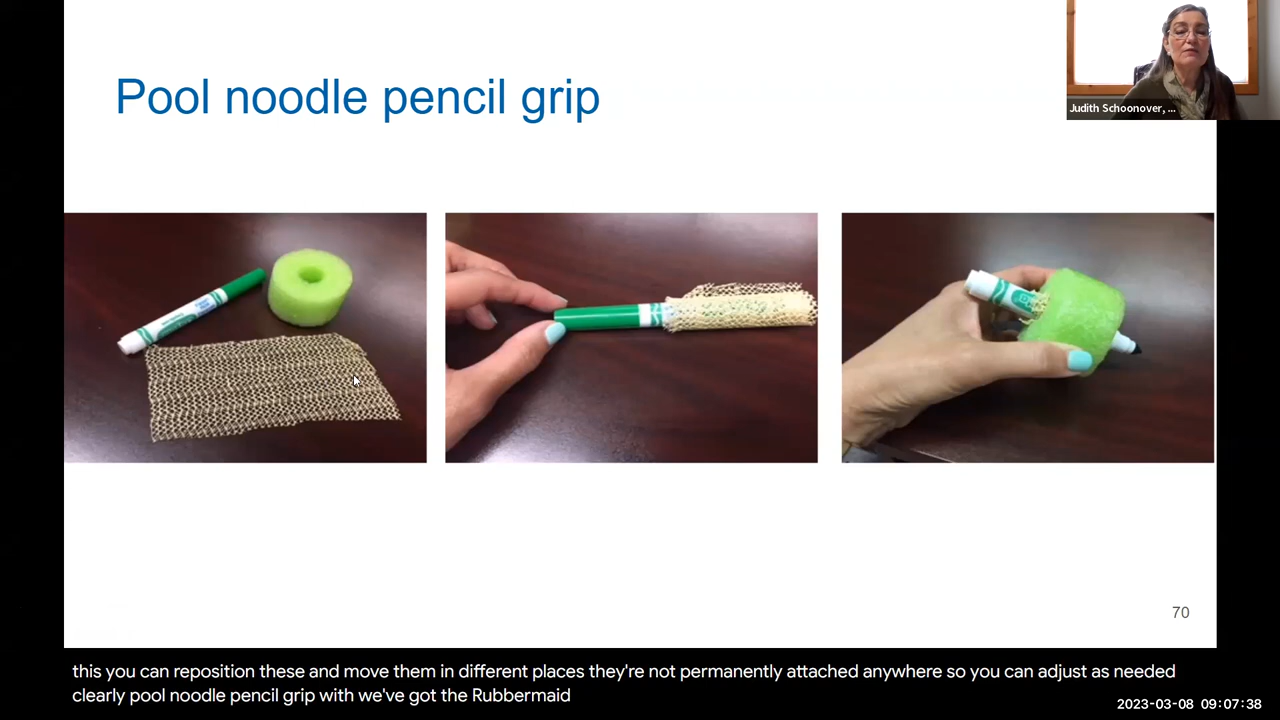 Pool noodle pencil grip
Judith Schoonover, ...
70
this you can reposition these and move them in different places they're not permanently attached anywhere so you can adjust as needed
clearly pool noodle pencil grip with we've got the Rubbermaid
2023-03-08 09:07:38